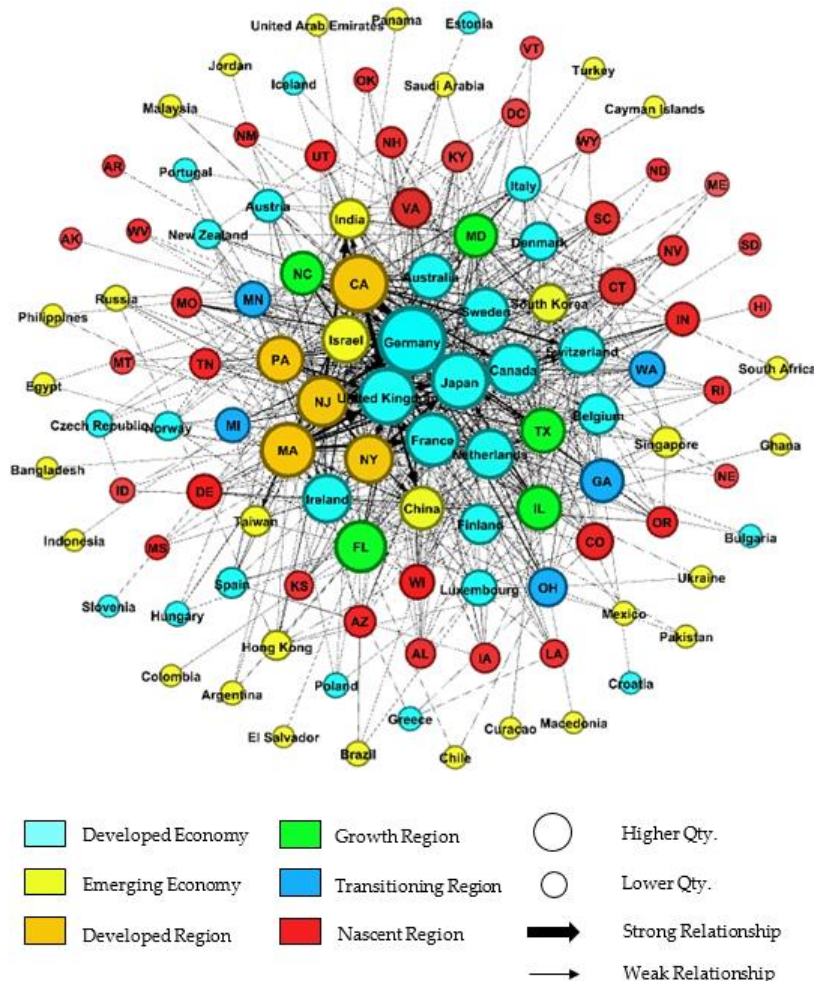 Panama
United Arab Emirates
Estonia
VT
Jordan
Iceland
OK
Saudi Arabia
Turkey
Malaysia
DC
Cayman Islands
NM
UT
NH
KY
WY
AR
Portugal
Italy
ND
ME
Austria
India
VA
SC
AK
WV
New Zealand
MD
Denmark
NV
SD
NC
CA
Australia
Russia
MN
South Korea
CT
Philippines
MO
Sweden
IN
HI
Israel
Germany
Switzerland
MT
TN
PA
Canada
WA
South Africa
Egypt
Japan
RI
NJ
United Kingdom
Czech Republic
Norway
MI
Belgium
TX
Singapore
Ghana
Bangladesh
MA
NY
France
Netherlands
NE
ID
DE
Ireland
GA
China
IL
Taiwan
Finland
OR
Indonesia
MS
FL
CO
Bulgaria
Ukraine
Slovenia
Hungary
Spain
KS
WI
Luxembourg
OH
Mexico
AZ
Pakistan
Hong Kong
AL
IA
LA
Colombia
Argentina
Poland
Croatia
Greece
Macedonia
El Salvador
Brazil
Chile
Curacao
Developed Economy
Growth Region
Higher Qty.
Emerging Economy
Transitioning Region
Lower Qty.
Developed Region
Nascent Region
Strong Relationship
Weak Relationship